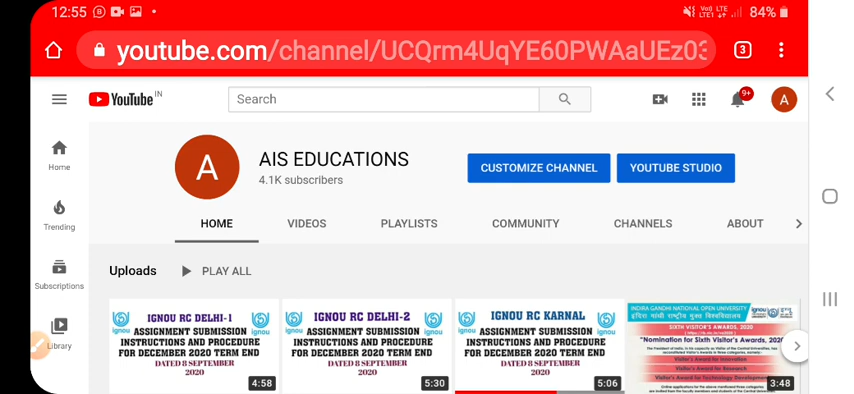 12:55
Vo) LTE
LTE1
84%
youtube.com/channel/UCQrm4UqYE60PWAaUEz03
3
YouTube IN
Search
9+
A
Home
Trending
Subscriptions
Library
A
AIS EDUCATIONS
4.1K subscribers
CUSTOMIZE CHANNEL
YOUTUBE STUDIO
HOME
VIDEOS
PLAYLISTS
COMMUNITY
CHANNELS
ABOUT
Uploads
PLAY ALL
IGNOU RC DELHI-1
ASSIGNMENT SUBMISSION
INSTRUCTIONS AND PROCEDURE
FOR DECEMBER 2020 TERM END
DATED 8 SEPTEMBER
2020
4:58
IGNOU RC DELHI-2
ASSIGNMENT SUBMISSION
INSTRUCTIONS AND PROCEDURE
FOR DECEMBER 2020 TERM END
DATED 8 SEPTEMBER
2020
5:30
IGNOU RC KARNAL
ASSIGNMENT SUBMISSION
INSTRUCTIONS AND PROCEDURE
FOR DECEMBER 2020 TERM END
DATED 8 SEPTEMBER
2020
5:06
INDIRA GANDHI NATIONAL OPEN UNIVERSITY
इंदिरा गांधी राष्ट्रीय मुक्त विश्वविद्यालय
ignou
SIXTH VISITOR'S AWARDS, 2020
"Nomination for Sixth Visitor's Awards, 2020
Visitor's Award for Innovation
Visitor's Award for Research
Visitor's Award for Technology Development
3:48